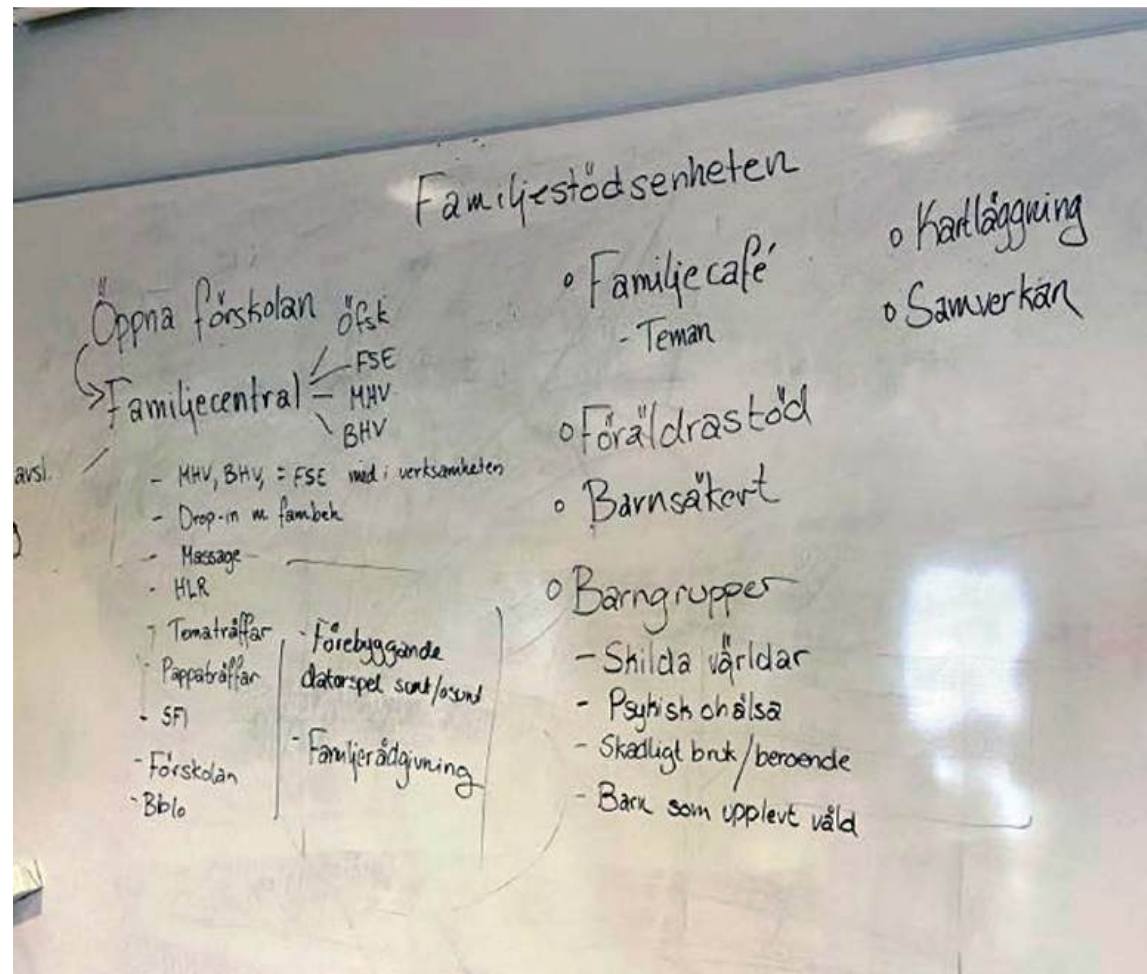 Familjestödsenheten
Öppna förskolan
Familjecentral
Öfsk
FSE
MHV
BHV
avsl.
- MHV, BHV, = FSE med i verksamheten
- Drop-in m fambeh
- Massage
- HLR
- Tematräffar
- Pappaträffar
- SFI
- Förskolan
- Biblo
- Förebyggande
datorspel sunt/osunt
- Familjerådgivning
o Familjecafé
- Teman
o Föräldrastöd
o Barnsäkert
o Barngrupper
- Skilda världar
- Psykisk ohälsa
- Skadligt bruk/beroende
- Barn som upplevt våld
o Kartläggning
o Samverkan